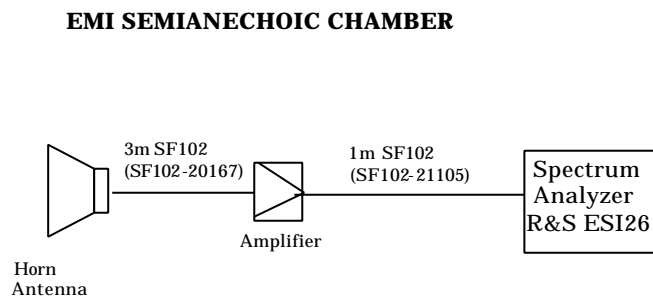 EMI SEMIANECHOIC CHAMBER
3m SF102
(SF102-20167)
1m SF102
(SF102-21105)
Spectrum
Analyzer
R&S ESI26
Amplifier
Horn
Antenna